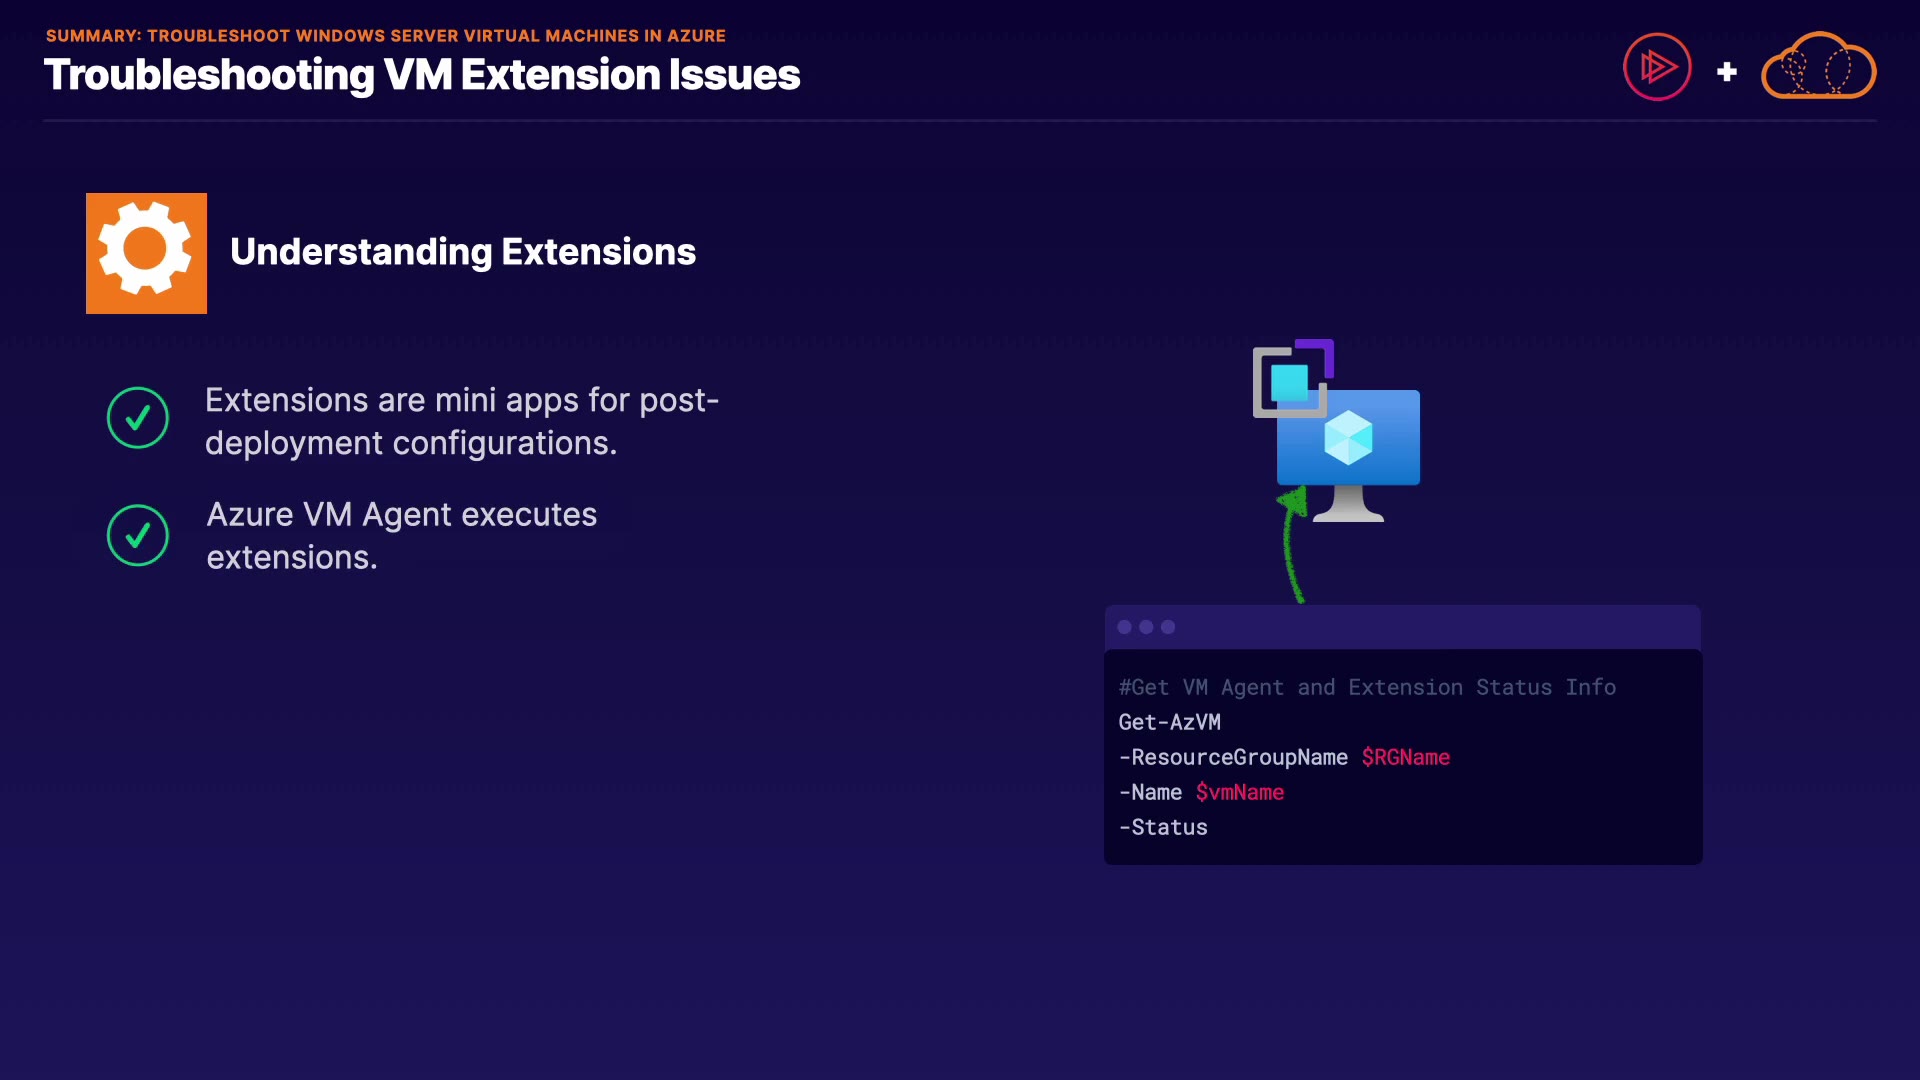 SUMMARY: TROUBLESHOOT WINDOWS SERVER VIRTUAL MACHINES IN AZURE
Troubleshooting VM Extension Issues
Understanding Extensions
Extensions are mini apps for post-
deployment configurations.
Azure VM Agent executes
extensions.
#Get VM Agent and Extension Status Info
Get-AzVM
-ResourceGroupName $RGName
-Name $vmName
-Status